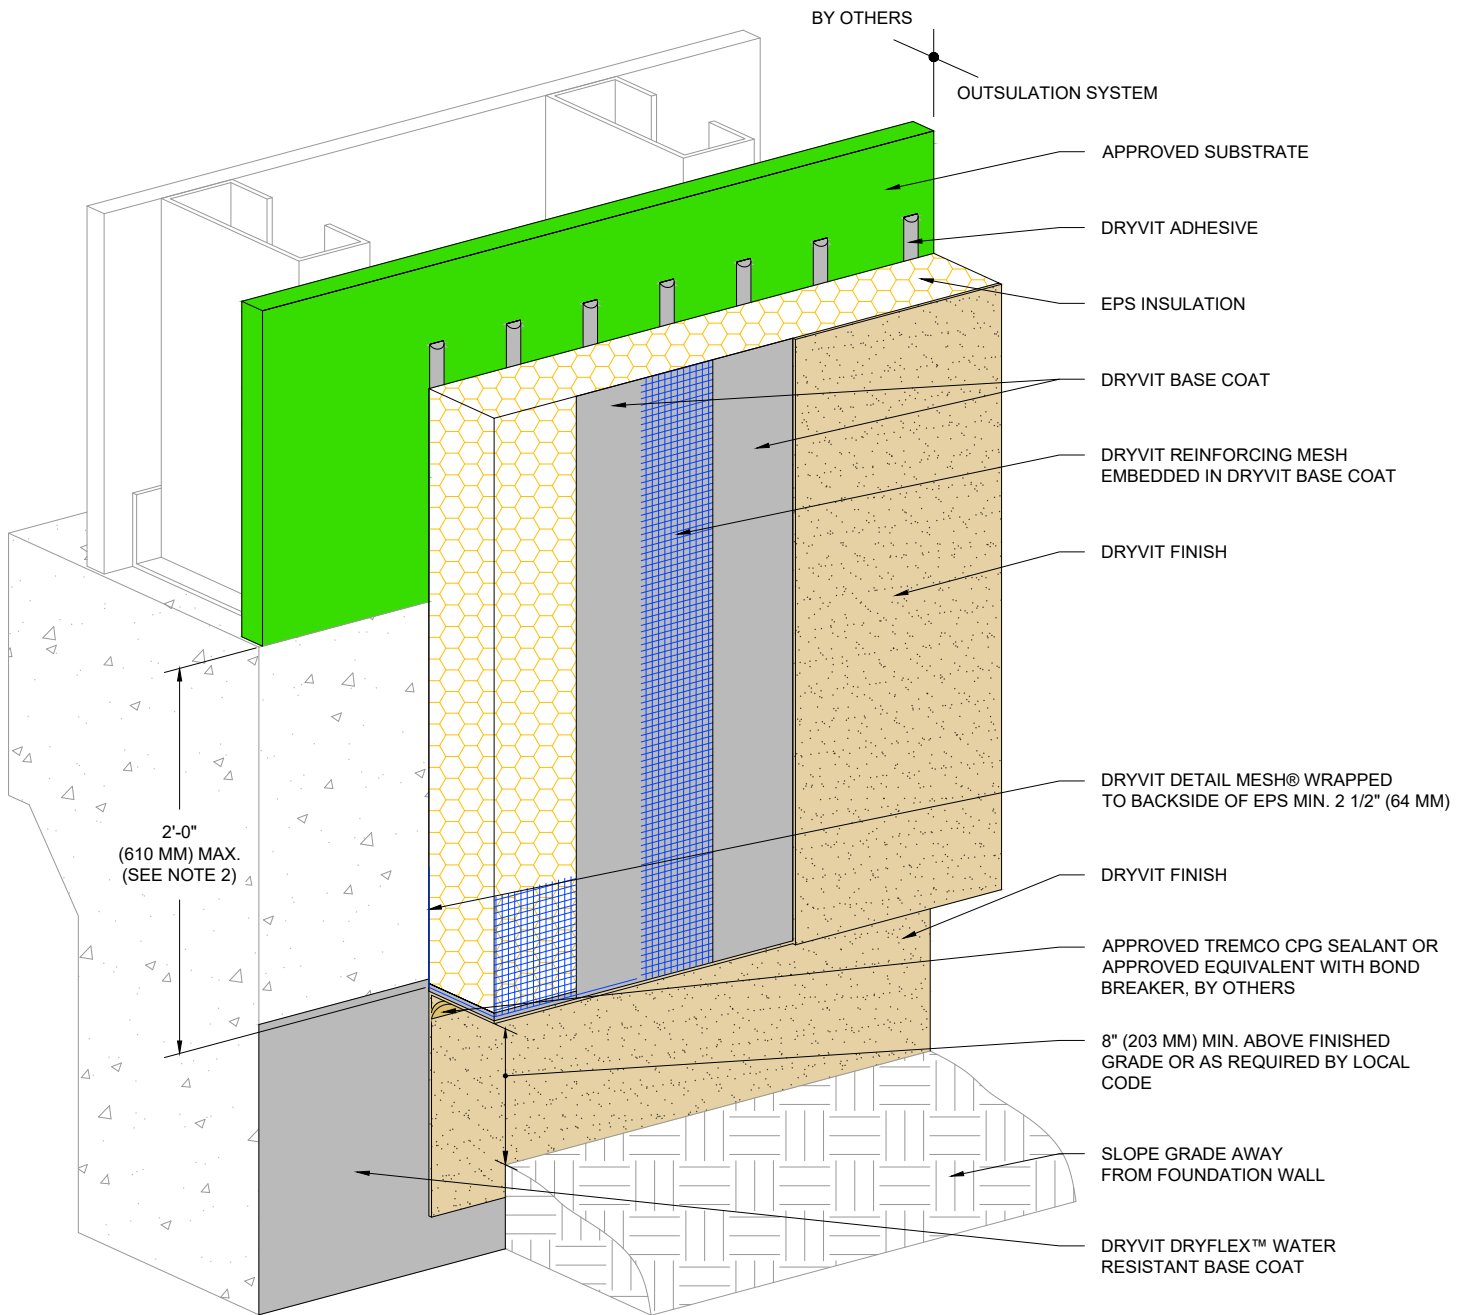 BY OTHERS
OUTSULATION SYSTEM
APPROVED SUBSTRATE
DRYVIT ADHESIVE
EPS INSULATION
DRYVIT BASE COAT
DRYVIT REINFORCING MESH
EMBEDDED IN DRYVIT BASE COAT
DRYVIT FINISH
DRYVIT DETAIL MESH® WRAPPED
TO BACKSIDE OF EPS MIN. 2 1/2" (64 MM)
2'-0"
(610 MM) MAX.
(SEE NOTE 2)
DRYVIT FINISH
APPROVED TREMCO CPG SEALANT OR
APPROVED EQUIVALENT WITH BOND
BREAKER, BY OTHERS
8" (203 MM) MIN. ABOVE FINISHED
GRADE OR AS REQUIRED BY LOCAL
CODE
SLOPE GRADE AWAY
FROM FOUNDATION WALL
DRYVIT DRYFLEX™ WATER
RESISTANT BASE COAT